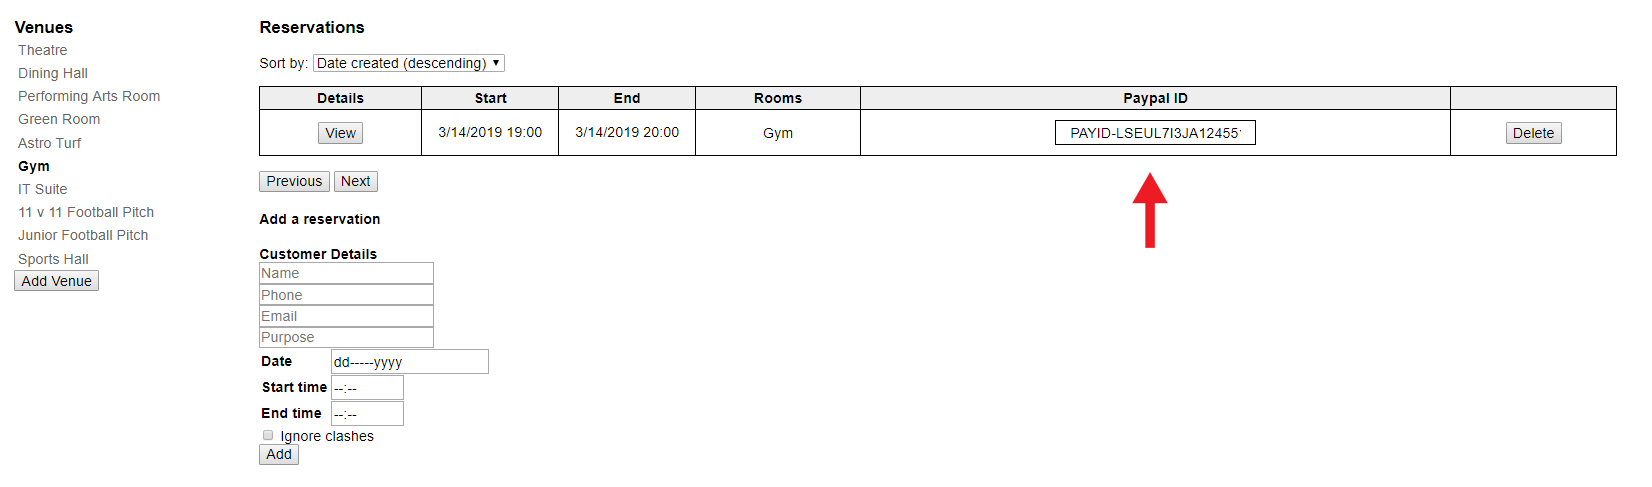 Venues
Theatre
Dining Hall
Performing Arts Room
Green Room
Astro Turf
Gym
IT Suite
11 v 11 Football Pitch
Junior Football Pitch
Sports Hall
Add Venue
Reservations
Sort by: Date created (descending)
Details Start End Rooms Paypal ID
View 3/14/2019 19:00 3/14/2019 20:00 Gym PAYID-LSEUL7I3JA12455 Delete
Previous Next
Add a reservation
Customer Details
Name
Phone
Email
Purpose
Date dd-----yyyy
Start time --:--
End time --:--
Ignore clashes
Add